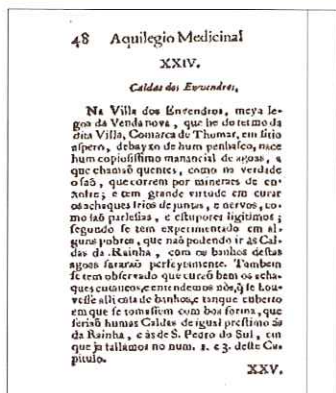 48 Aquilegio Medicinal
XXIV.
Caldas dos Envendros.
Na Villa dos Envendros, meya le-
goa da Venda nova, que he do termo da
dita Villa, Comarca de Thomar, em sitio
aspero, debayxo de hum penhasco, nace
hum copiosissimo manancial de agoas, a
que chamaõ quentes, como na verdade
o saõ, que correm por mineraes de en-
xofre; e tem grande virtude em curar
os achaques frios de juntas, e nervos, co-
mo saõ parlesias, e estupores ligitimos;
segundo se tem experimentado em al-
guns pobres, que naõ podendo ir ás Cal-
das da Rainha, com os banhos destas
agoas sararaõ perfeytamente. Tambem
se tem observado que curaõ bem os acha-
ques cutaneos, e entendemos nós, q̃ se hou-
vesse alli casa de banhos, e tanque cuberto
em que se tomassem com boa forma, que
seriaõ humas Caldas de igual prestimo ás
da Rainha, e ás de S. Pedro do Sul, em
que ja fallamos no num. 1. e 3. deste Ca-
pitulo.
XXV.